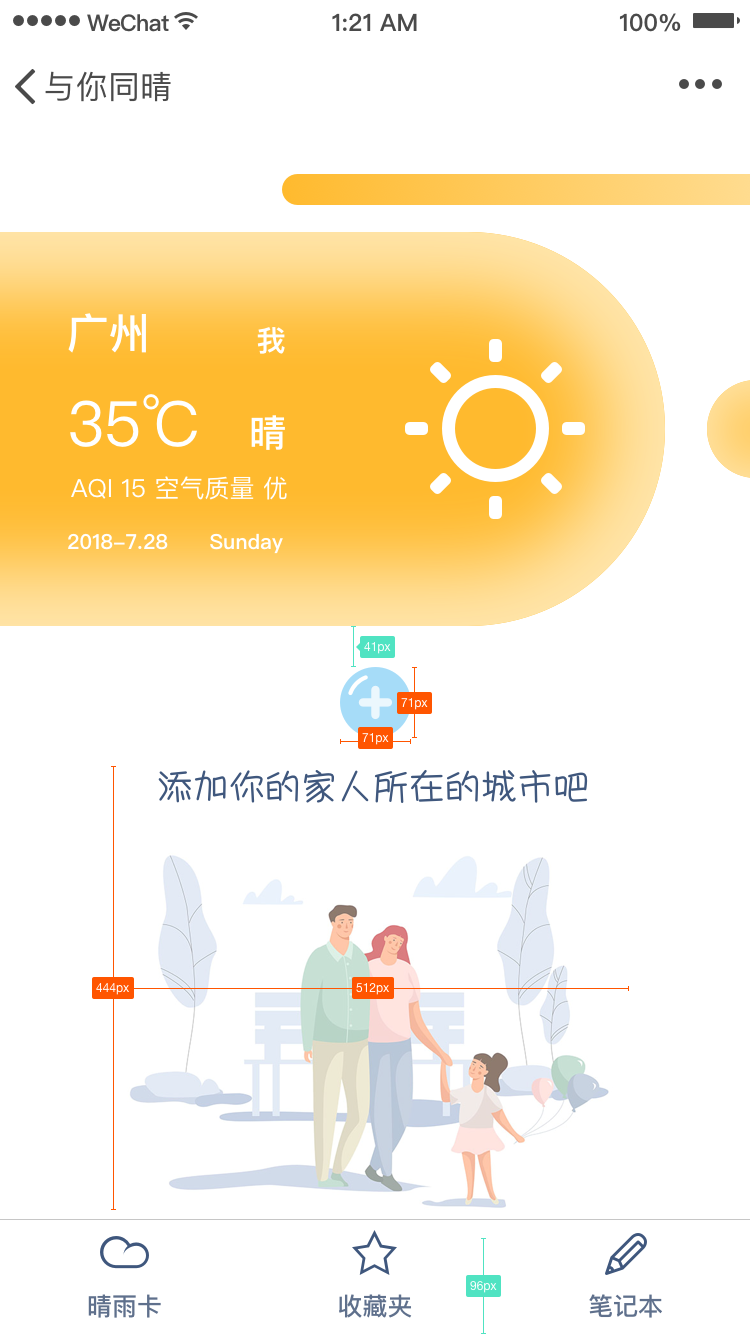 WeChat 1:21 AM 100%
与你同晴
广州 我
35℃ 晴
AQI 15 空气质量 优
2018-7.28 Sunday
41px
71px
71px
添加你的家人所在的城市吧
444px 512px
晴雨卡 收藏夹 96px 笔记本